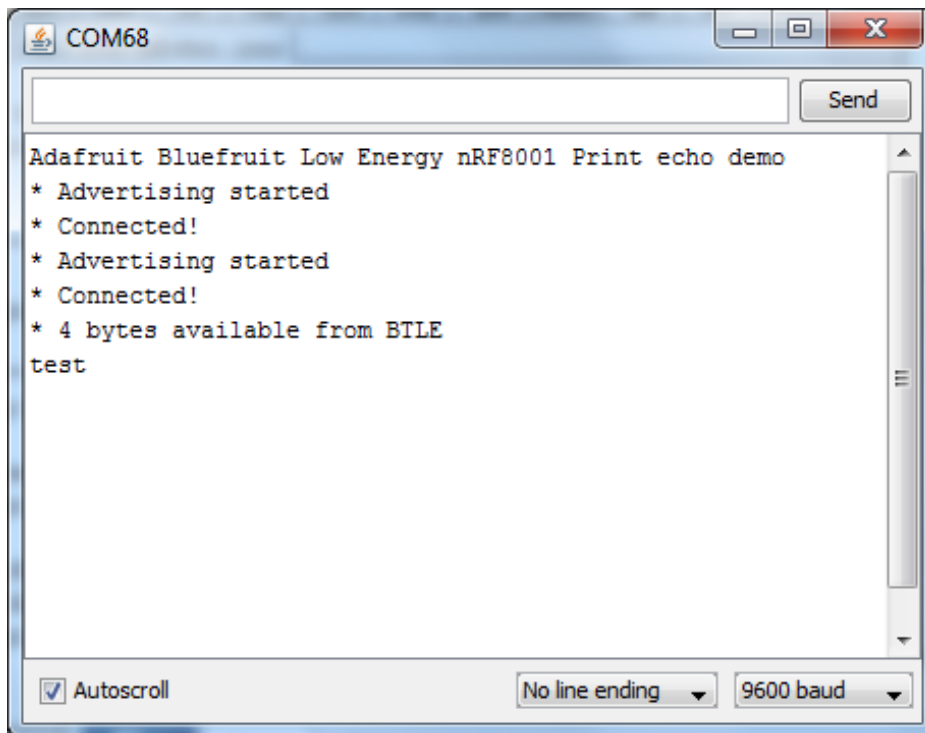 COM68
Send
Adafruit Bluefruit Low Energy nRF8001 Print echo demo
* Advertising started
* Connected!
* Advertising started
* Connected!
* 4 bytes available from BTLE
test
Autoscroll
No line ending
9600 baud